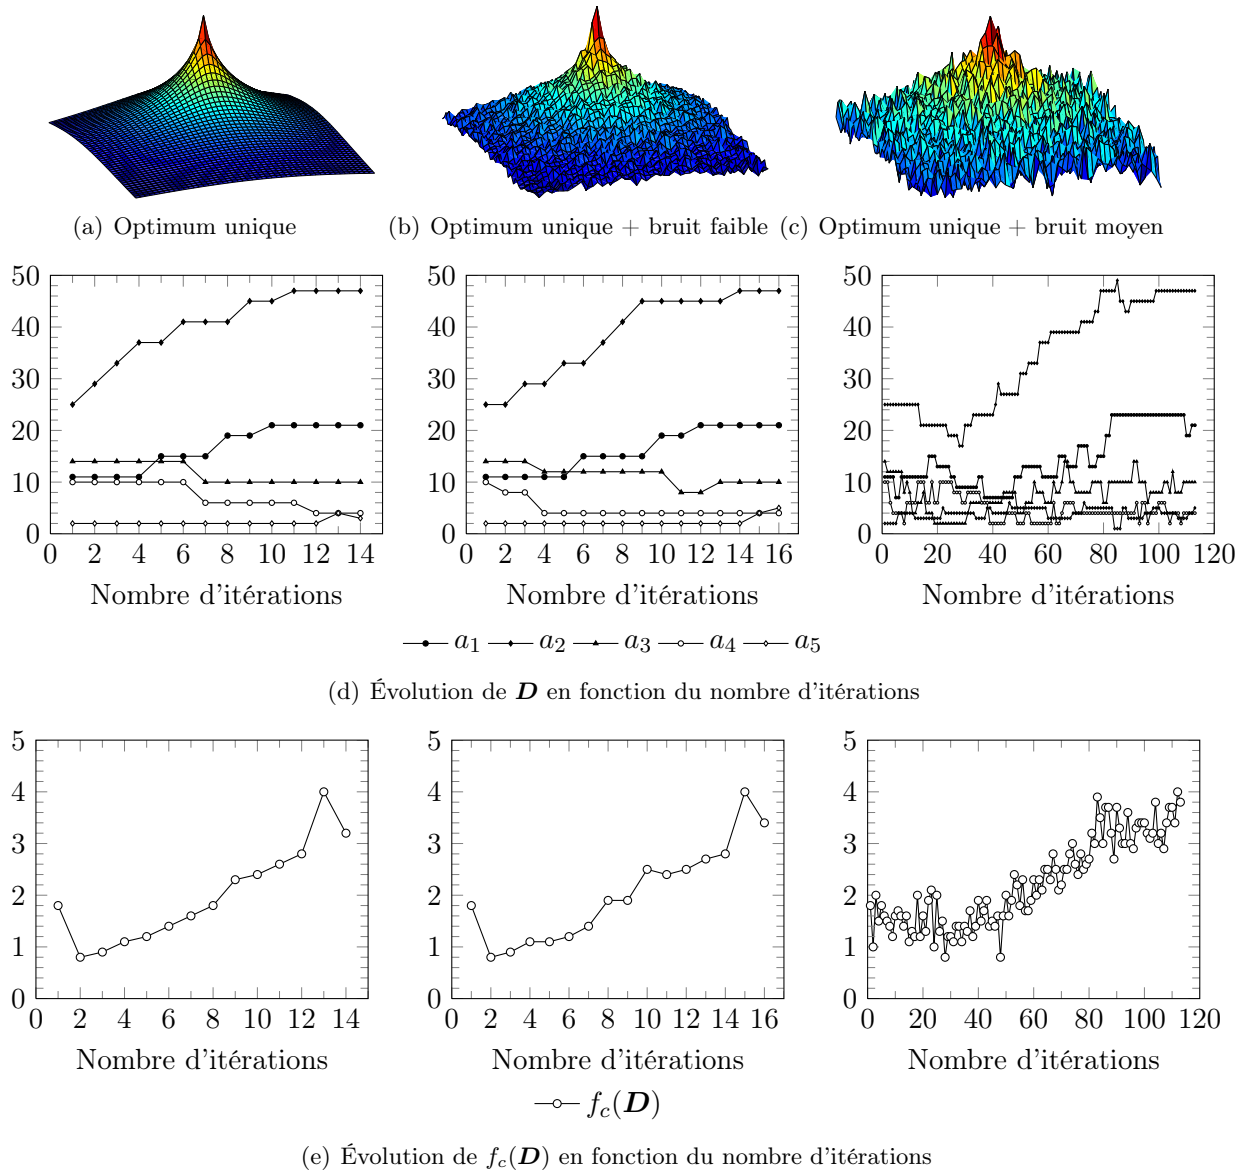 (a) Optimum unique
(b) Optimum unique + bruit faible
(c) Optimum unique + bruit moyen
50
40
30
20
10
0
0 2 4 6 8 10 12 14
Nombre d'itérations
50
40
30
20
10
0
0 2 4 6 8 10 12 14 16
Nombre d'itérations
50
40
30
20
10
0
0 20 40 60 80 100 120
Nombre d'itérations
a1 a2 a3 a4 a5
(d) Évolution de D en fonction du nombre d'itérations
5
4
3
2
1
0
0 2 4 6 8 10 12 14
Nombre d'itérations
5
4
3
2
1
0
0 2 4 6 8 10 12 14 16
Nombre d'itérations
5
4
3
2
1
0
0 20 40 60 80 100 120
Nombre d'itérations
fc(D)
(e) Évolution de fc(D) en fonction du nombre d'itérations